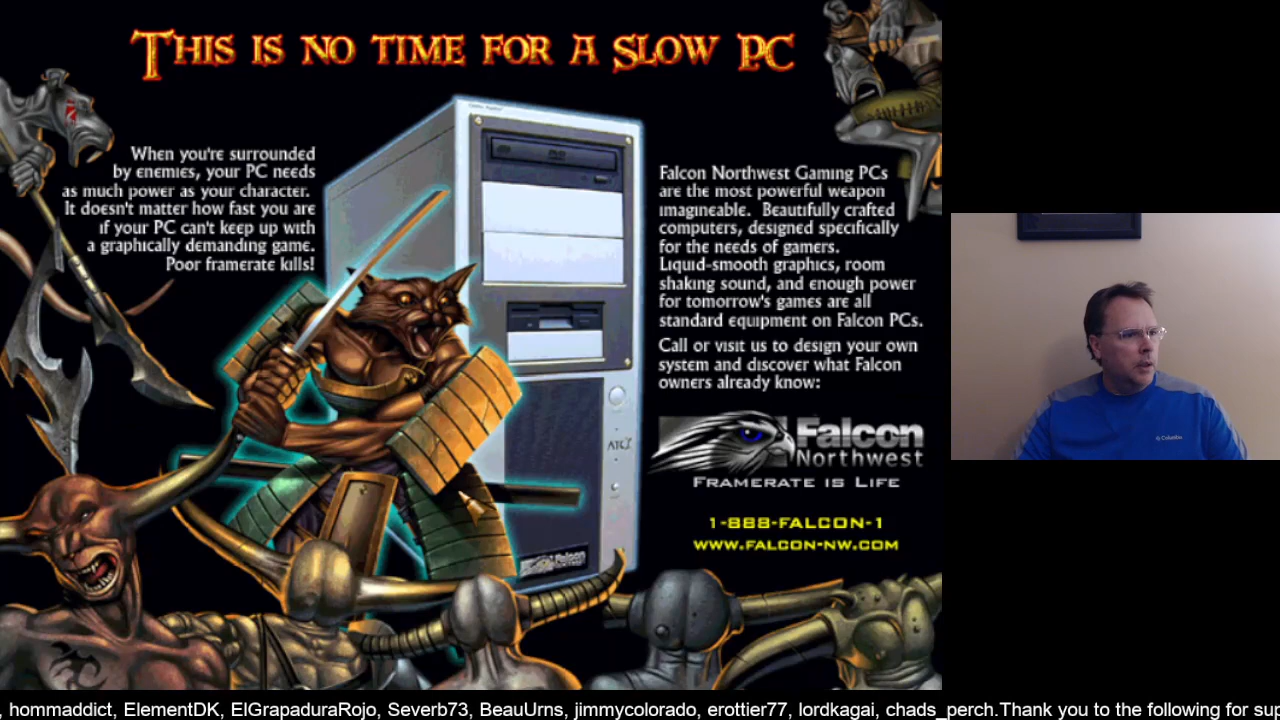 This is no time for a slow PC
When you're surrounded
by enemies, your PC needs
as much power as your character.
It doesn't matter how fast you are
if your PC can't keep up with
a graphically demanding game.
Poor framerate kills!
Falcon Northwest Gaming PCs
are the most powerful weapon
imagineable. Beautifully crafted
computers, designed specifically
for the needs of gamers.
Liquid-smooth graphics, room
shaking sound, and enough power
for tomorrow's games are all
standard equipment on Falcon PCs.
Call or visit us to design your own
system and discover what Falcon
owners already know:
Falcon
Northwest
Framerate is Life
1-888-FALCON-1
www.falcon-nw.com
DVD
Falcon
Columbia
, hommaddict, ElementDK, ElGrapaduraRojo, Severb73, BeauUrns, jimmycolorado, erottier77, lordkagai, chads_perch.Thank you to the following for sup